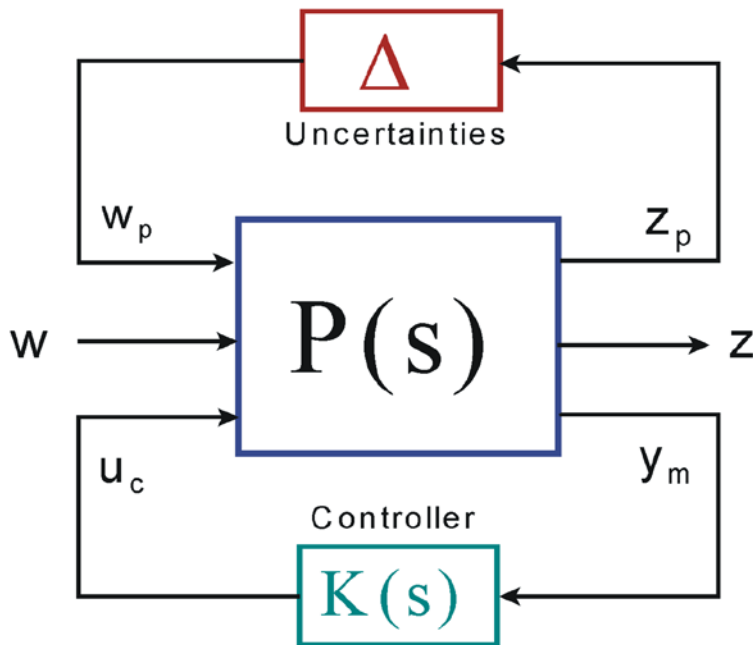 Δ
Uncertainties
w_p
z_p
P(s)
w
z
u_c
y_m
Controller
K(s)